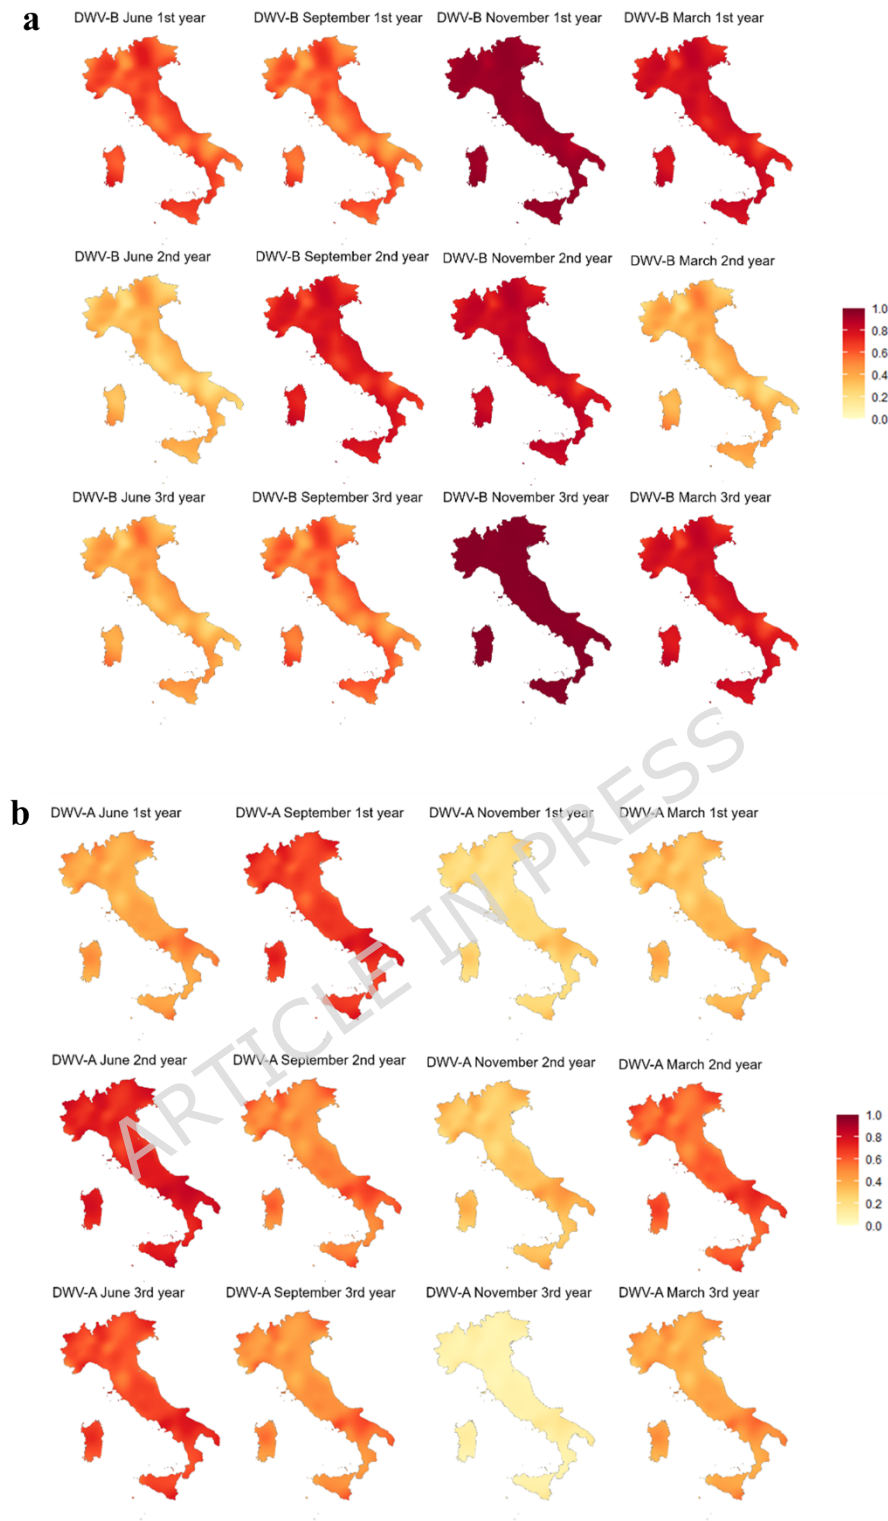 a
DWV-B June 1st year DWV-B September 1st year DWV-B November 1st year DWV-B March 1st year
DWV-B June 2nd year DWV-B September 2nd year DWV-B November 2nd year DWV-B March 2nd year
1.0
0.8
0.6
0.4
0.2
0.0
DWV-B June 3rd year DWV-B September 3rd year DWV-B November 3rd year DWV-B March 3rd year
ARTICLE IN PRESS
b
DWV-A June 1st year DWV-A September 1st year DWV-A November 1st year DWV-A March 1st year
DWV-A June 2nd year DWV-A September 2nd year DWV-A November 2nd year DWV-A March 2nd year
1.0
0.8
0.6
0.4
0.2
0.0
DWV-A June 3rd year DWV-A September 3rd year DWV-A November 3rd year DWV-A March 3rd year